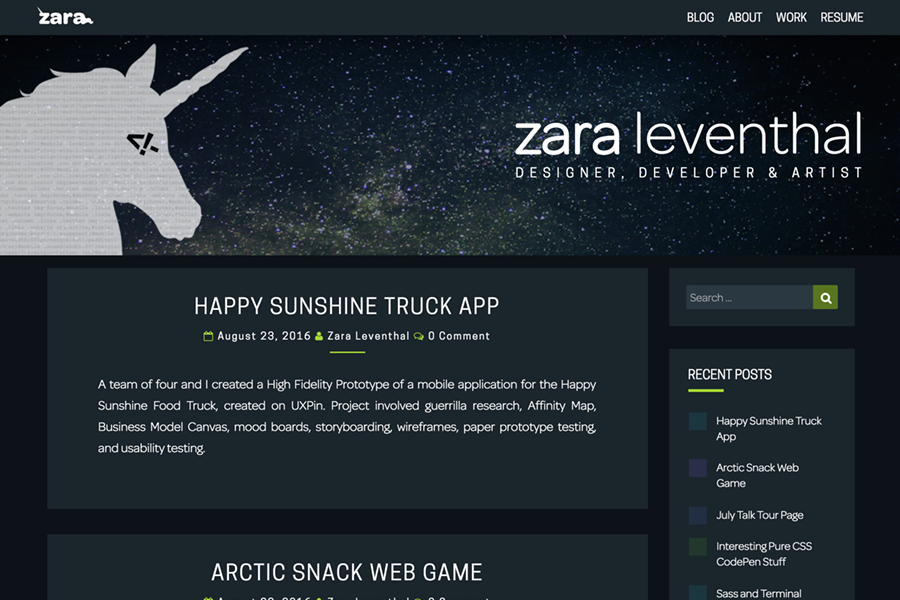 zara
BLOG ABOUT WORK RESUME
zara leventhal
DESIGNER, DEVELOPER & ARTIST
HAPPY SUNSHINE TRUCK APP
August 23, 2016 Zara Leventhal 0 Comment
A team of four and I created a High Fidelity Prototype of a mobile application for the Happy
Sunshine Food Truck, created on UXPin. Project involved guerrilla research, Affinity Map,
Business Model Canvas, mood boards, storyboarding, wireframes, paper prototype testing,
and usability testing.
ARCTIC SNACK WEB GAME
Search ...
RECENT POSTS
Happy Sunshine Truck
App
Arctic Snack Web
Game
July Talk Tour Page
Interesting Pure CSS
CodePen Stuff
Sass and Terminal